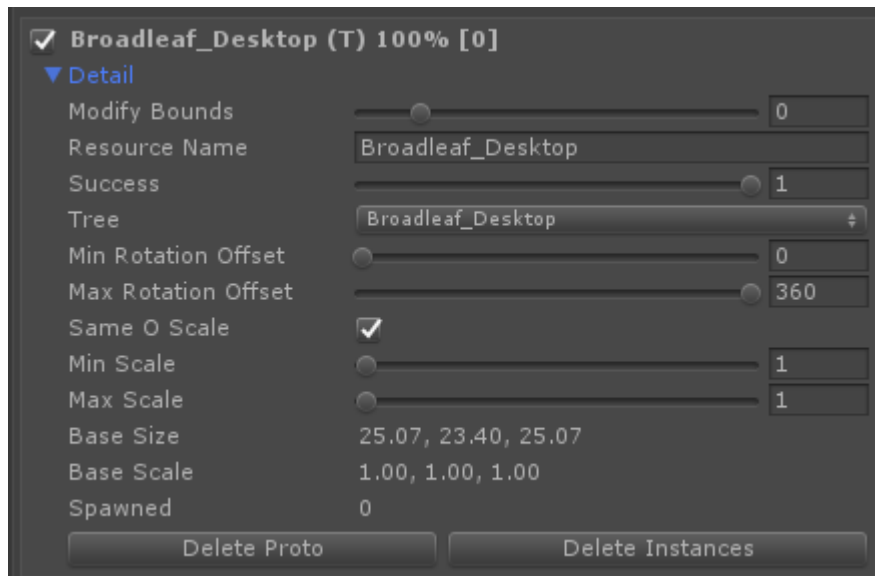 Broadleaf_Desktop (T) 100% [0]
Detail
Modify Bounds 0
Resource Name Broadleaf_Desktop
Success 1
Tree Broadleaf_Desktop
Min Rotation Offset 0
Max Rotation Offset 360
Same O Scale
Min Scale 1
Max Scale 1
Base Size 25.07, 23.40, 25.07
Base Scale 1.00, 1.00, 1.00
Spawned 0
Delete Proto Delete Instances